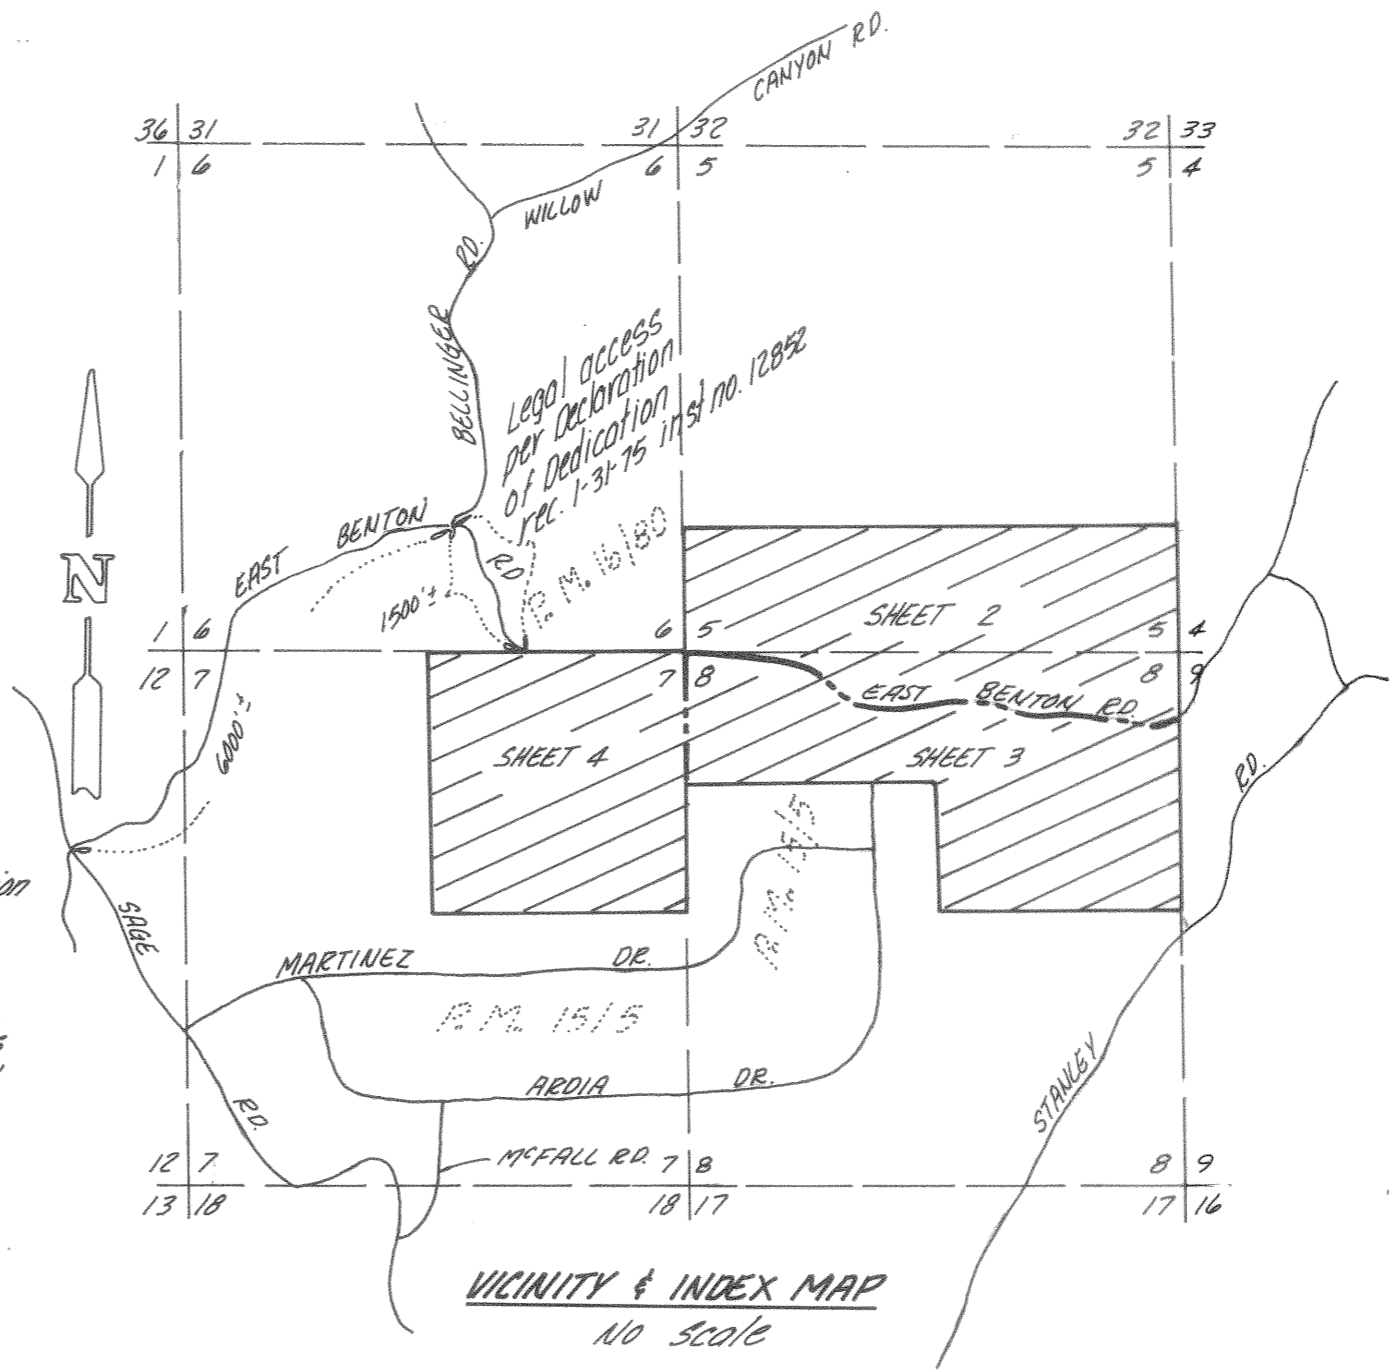 CANYON RD.
36 31
31 32
32 33
1 6
6 5
5 4
WILLOW
BELLINGER RD.
Legal access
per Declaration
of Dedication
rec. 1-31-75 inst no. 12852
P. M. 16/80
EAST BENTON RD
1500'±
N
SHEET 2
1 6
6 5
5 4
12 7
7 8
8 9
EAST BENTON RD.
6000'±
SHEET 4
SHEET 3
RD.
P. M. 15/5
on
SAGE
MARTINEZ DR.
P. M. 15/5
STANLEY
ARDIA DR.
RD.
McFALL RD.
12 7
7 8
8 9
13 18
18 17
17 16
VICINITY & INDEX MAP
No Scale